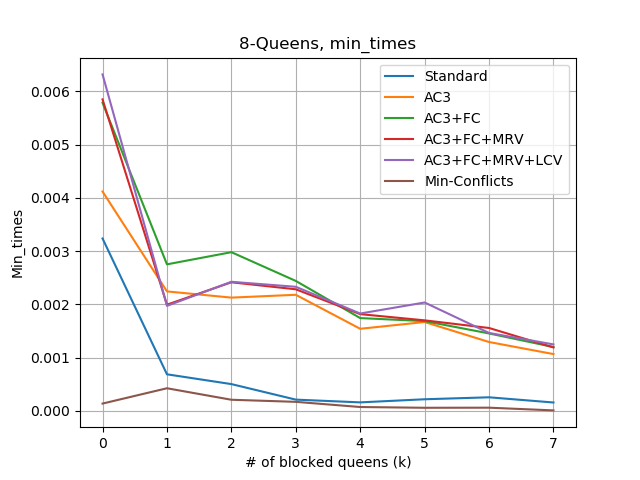 8-Queens, min_times
Standard
AC3
AC3+FC
AC3+FC+MRV
AC3+FC+MRV+LCV
Min-Conflicts
Min_times
0.006
0.005
0.004
0.003
0.002
0.001
0.000
0 1 2 3 4 5 6 7
# of blocked queens (k)